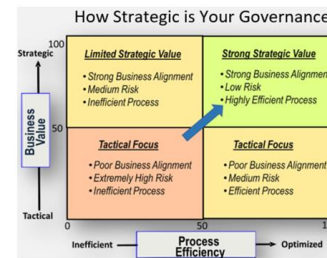 How Strategic is Your Governance
100
Strategic
Limited Strategic Value
• Strong Business Alignment
• Medium Risk
• Inefficient Process
Strong Strategic Value
• Strong Business Alignmen
• Low Risk
• Highly Efficient Process
Business
Value
50
Tactical Focus
• Poor Business Alignment
• Extremely High Risk
• Inefficient Process
Tactical Focus
• Poor Business Alignment
• Medium Risk
• Efficient Process
Tactical
0
50
10
Inefficient
Process
Efficiency
Optimized